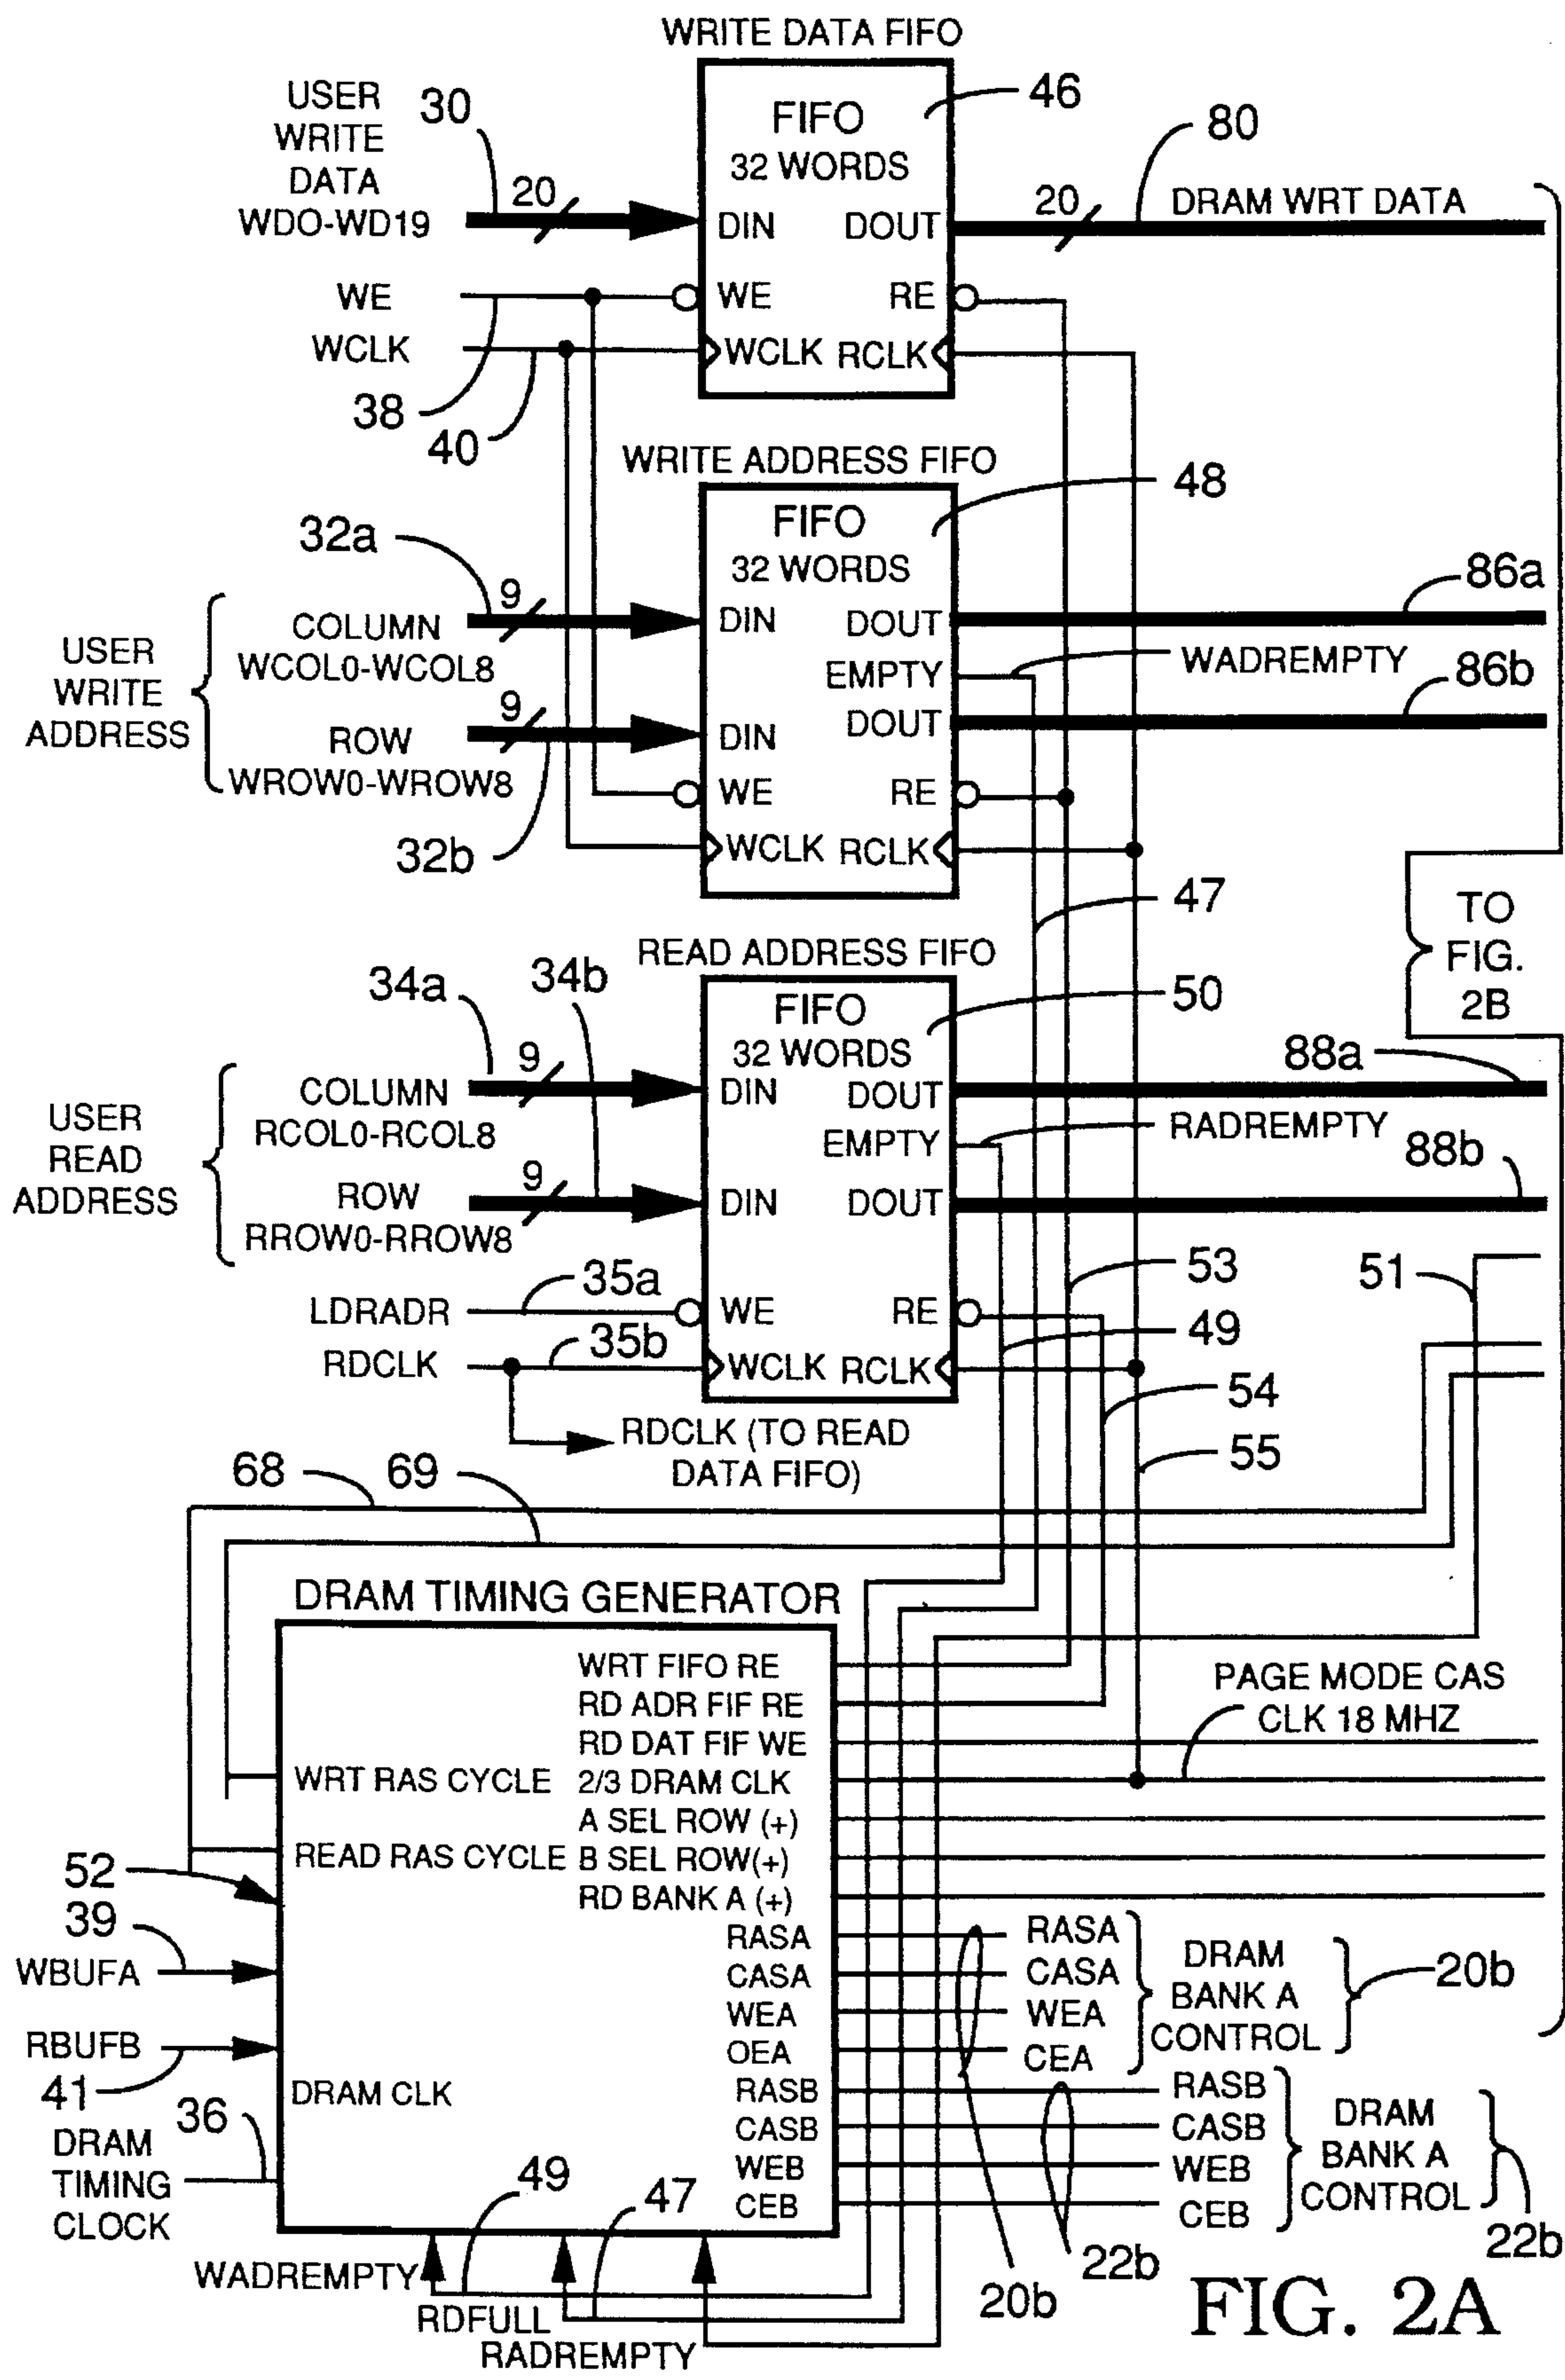 WRITE DATA FIFO
USER
WRITE
DATA
WDO-WD19
30
20
FIFO
32 WORDS
46
DIN
DOUT
20
80
DRAM WRT DATA
WE
WE
RE
WCLK
WCLK
RCLK
38
40
WRITE ADDRESS FIFO
FIFO
32 WORDS
48
32a
USER
WRITE
ADDRESS
COLUMN
WCOL0-WCOL8
9
DIN
DOUT
86a
EMPTY
WADREMPTY
ROW
WROW0-WROW8
9
DIN
DOUT
86b
WE
RE
32b
WCLK
RCLK
47
TO
FIG.
2B
READ ADDRESS FIFO
34a
34b
FIFO
32 WORDS
50
USER
READ
ADDRESS
COLUMN
RCOL0-RCOL8
9
DIN
DOUT
88a
EMPTY
RADREMPTY
ROW
RROW0-RROW8
9
DIN
DOUT
88b
53
51
LDRADR
35a
WE
RE
49
RDCLK
35b
WCLK
RCLK
54
RDCLK (TO READ
DATA FIFO)
55
68
69
DRAM TIMING GENERATOR
WRT FIFO RE
RD ADR FIF RE
RD DAT FIF WE
PAGE MODE CAS
CLK 18 MHZ
WRT RAS CYCLE
2/3 DRAM CLK
A SEL ROW (+)
READ RAS CYCLE
B SEL ROW(+)
RD BANK A (+)
52
39
WBUFA
RBUFB
41
DRAM CLK
36
DRAM
TIMING
CLOCK
RASA
CASA
WEA
OEA
RASA
CASA
WEA
CEA
DRAM
BANK A
CONTROL
20b
RASB
CASB
WEB
CEB
RASB
CASB
WEB
CEB
DRAM
BANK A
CONTROL
22b
49
47
WADREMPTY
RDFULL
RADREMPTY
20b
22b
FIG. 2A